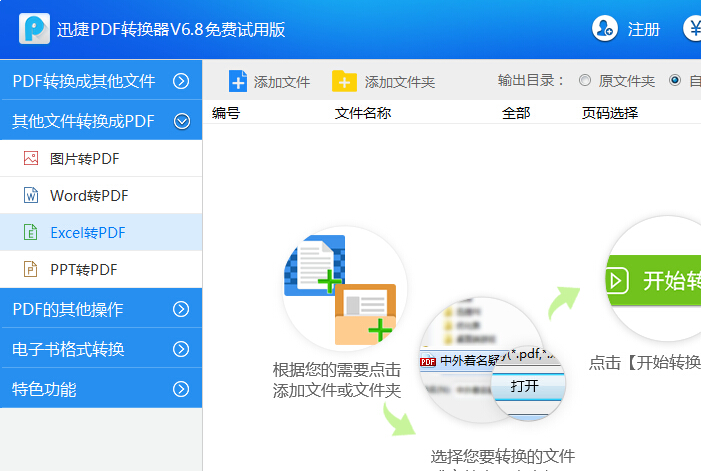 迅捷PDF转换器V6.8免费试用版
注册
¥
PDF转换成其他文件
其他文件转换成PDF
图片转PDF
Word转PDF
Excel转PDF
PPT转PDF
PDF的其他操作
电子书格式转换
特色功能
添加文件
添加文件夹
输出目录：
原文件夹
自
编号
文件名称
全部
页码选择
根据您的需要点击
添加文件或文件夹
PDF 中外着名疑
(*.pdf,*.
打开
选择您要转换的文件
开始转
点击【开始转换